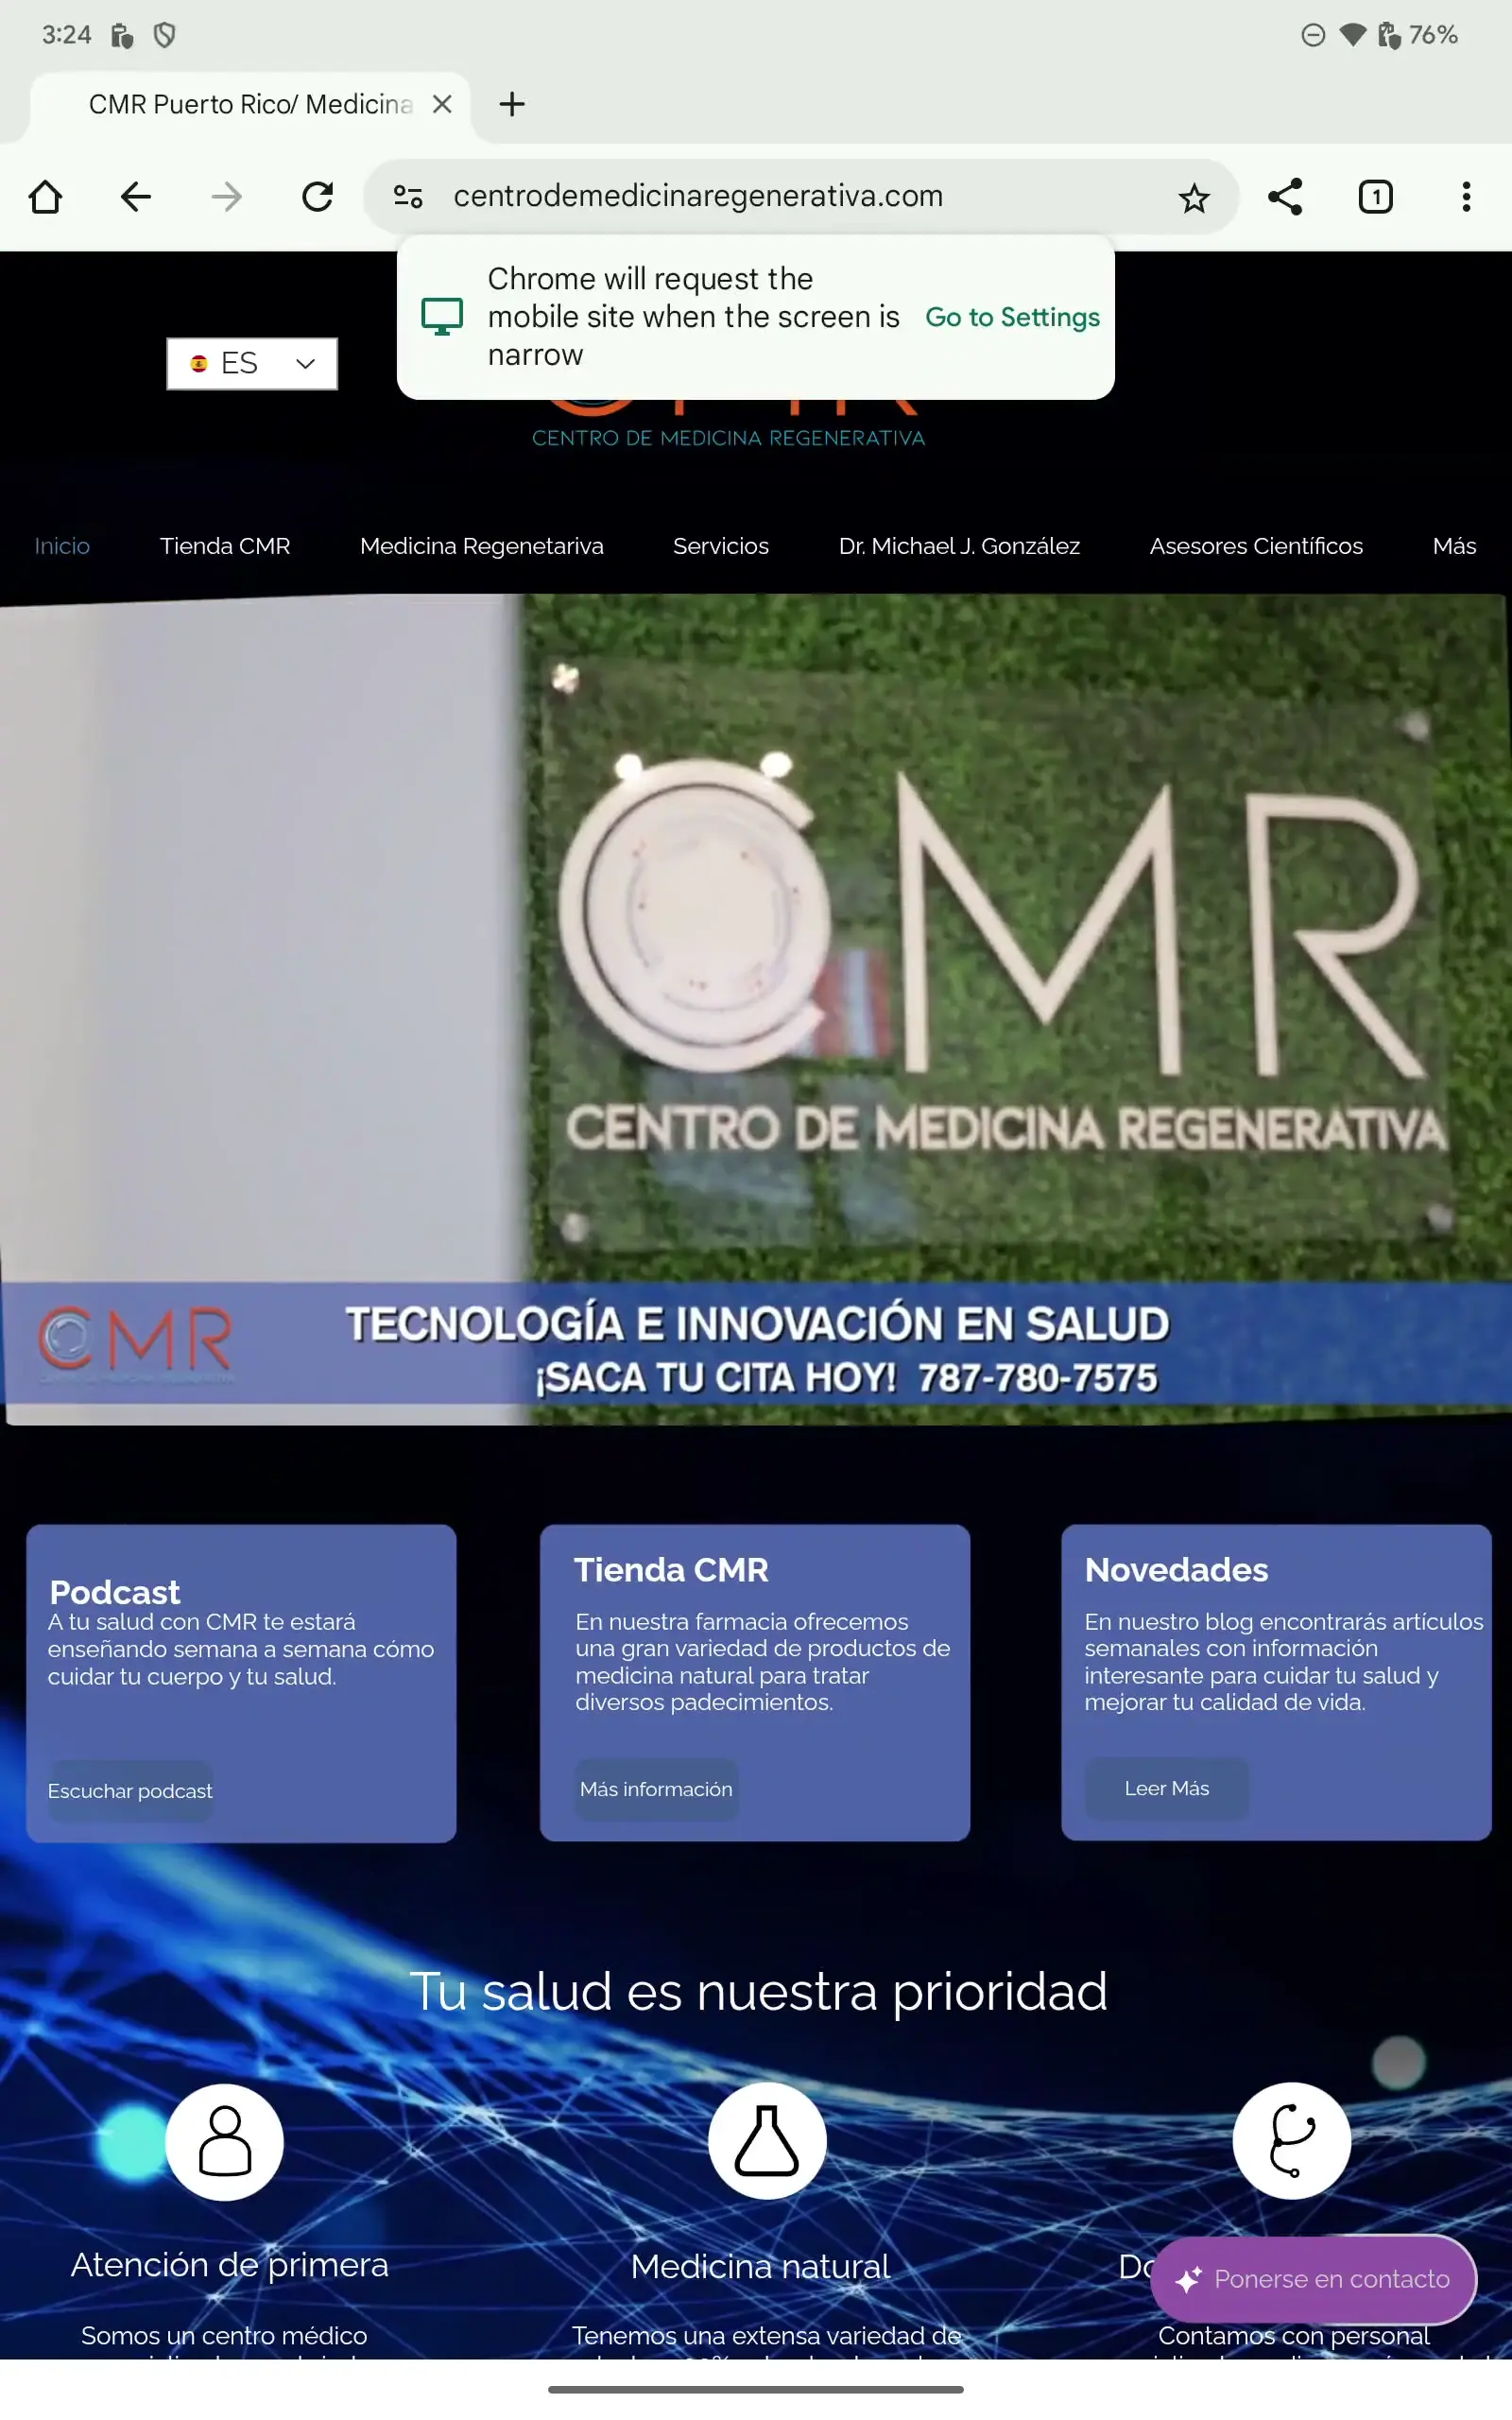 3:24
76%
CMR Puerto Rico/ Medicina
centrodemedicinaregenerativa.com
1
Chrome will request the
mobile site when the screen is
narrow
Go to Settings
ES
CENTRO DE MEDICINA REGENERATIVA
Inicio
Tienda CMR
Medicina Regenetariva
Servicios
Dr. Michael J. González
Asesores Científicos
Más
CMR
CENTRO DE MEDICINA REGENERATIVA
CMR
TECNOLOGÍA E INNOVACIÓN EN SALUD
¡SACA TU CITA HOY! 787-780-7575
Podcast
A tu salud con CMR te estará
enseñando semana a semana cómo
cuidar tu cuerpo y tu salud.
Escuchar podcast
Tienda CMR
En nuestra farmacia ofrecemos
una gran variedad de productos de
medicina natural para tratar
diversos padecimientos.
Más información
Novedades
En nuestro blog encontrarás artículos
semanales con información
interesante para cuidar tu salud y
mejorar tu calidad de vida.
Leer Más
Tu salud es nuestra prioridad
Atención de primera
Somos un centro médico
Medicina natural
Tenemos una extensa variedad de
Ponerse en contacto
Contamos con personal